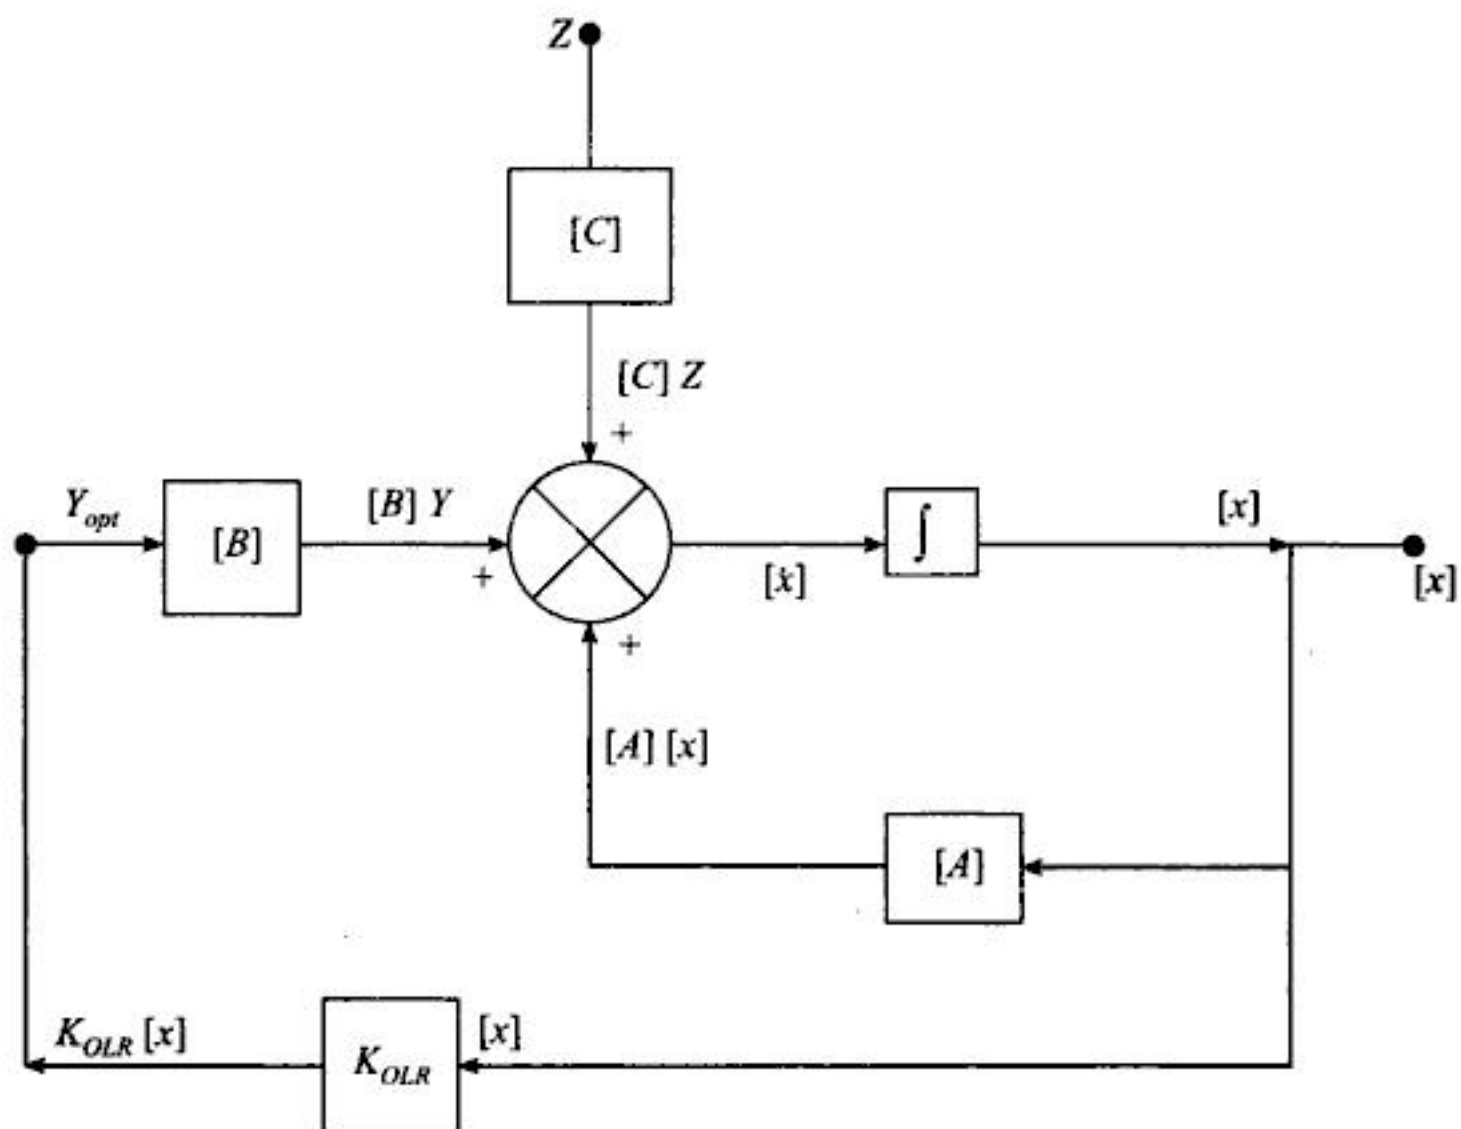 Z
[C]
[C] Z
+
Y_opt
[B]
[B] Y
+
[ẋ]
∫
[x]
[x]
+
[A] [x]
[A]
K_OLR [x]
K_OLR
[x]